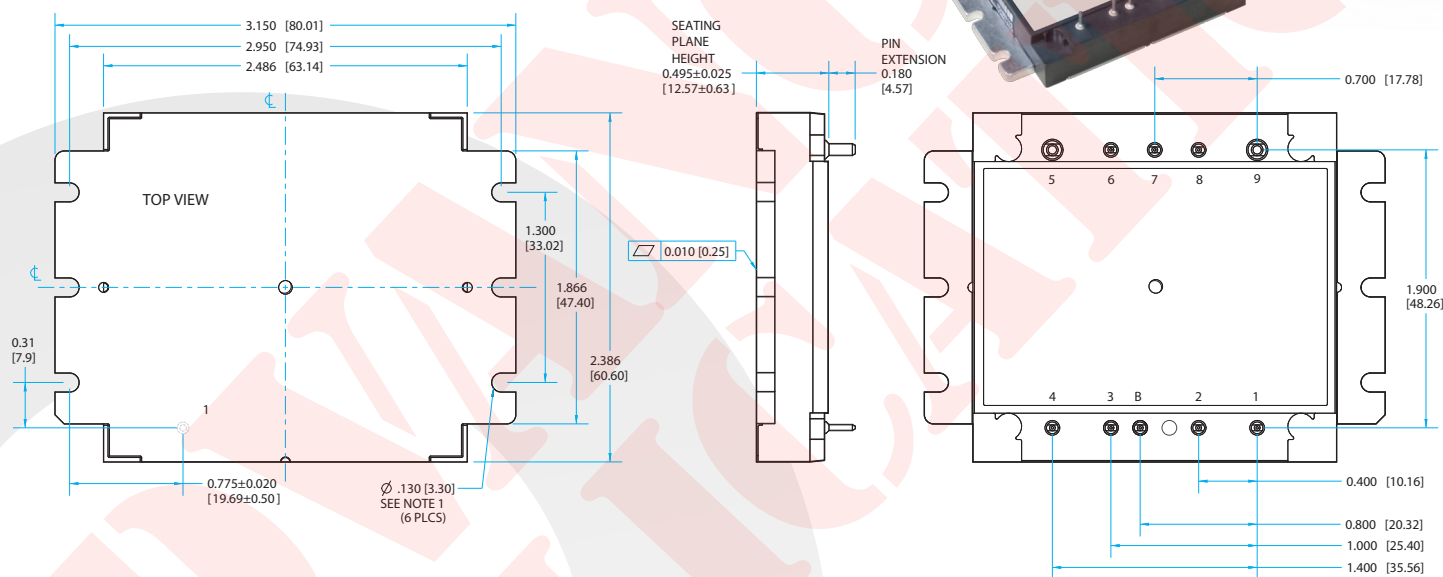 3.150 [80.01]
2.950 [74.93]
2.486 [63.14]
TOP VIEW
1.300
[33.02]
1.866
[47.40]
2.386
[60.60]
0.31
[7.9]
1
0.775±0.020
[19.69±0.50]
Ø .130 [3.30]
SEE NOTE 1
(6 PLCS)
SEATING
PLANE
HEIGHT
0.495±0.025
[12.57±0.63 ]
PIN
EXTENSION
0.180
[4.57]
0.010 [0.25]
0.700 [17.78]
5 6 7 8 9
1.900
[48.26]
4 3 B 2 1
0.400 [10.16]
0.800 [20.32]
1.000 [25.40]
1.400 [35.56]